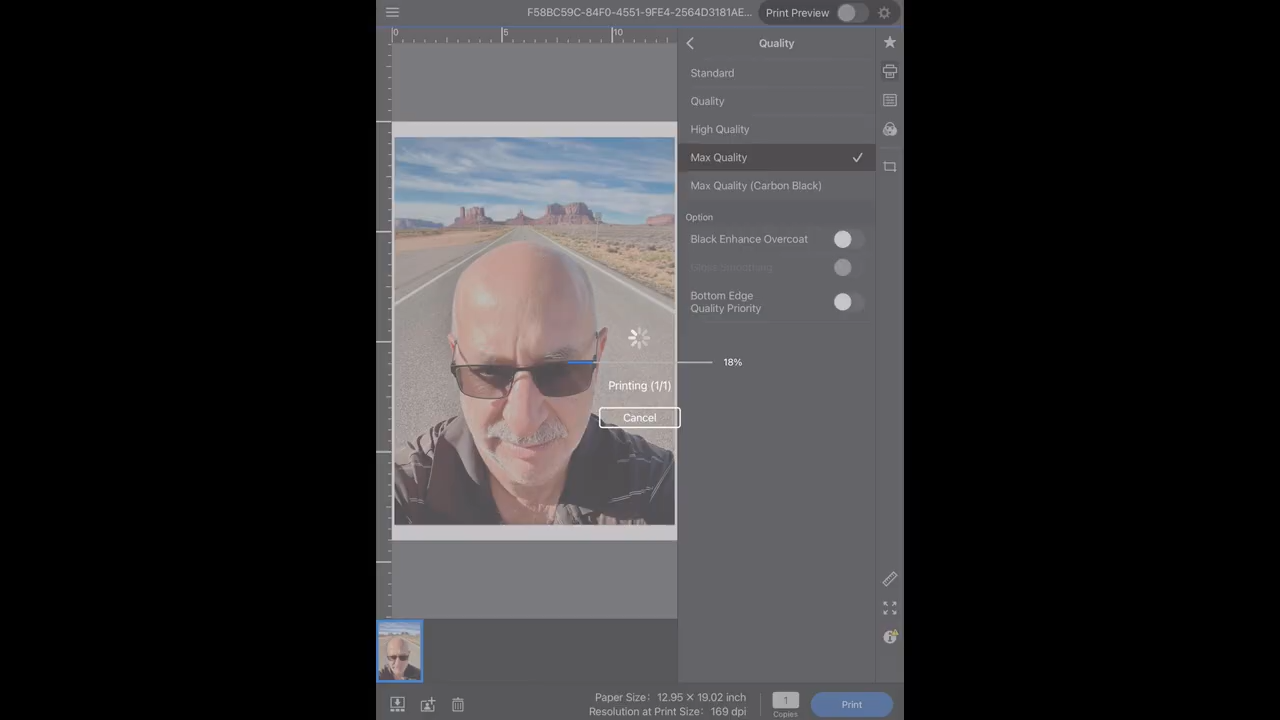 F58BC59C-84F0-4551-9FE4-2564D3181AE...
Print Preview
0 5 10
Quality
Standard
Quality
High Quality
Max Quality
Max Quality (Carbon Black)
Option
Black Enhance Overcoat
Gloss Smoothing
Bottom Edge
Quality Priority
18%
Printing (1/1)
Cancel
Paper Size: 12.95 × 19.02 inch
Resolution at Print Size: 169 dpi
1
Copies
Print